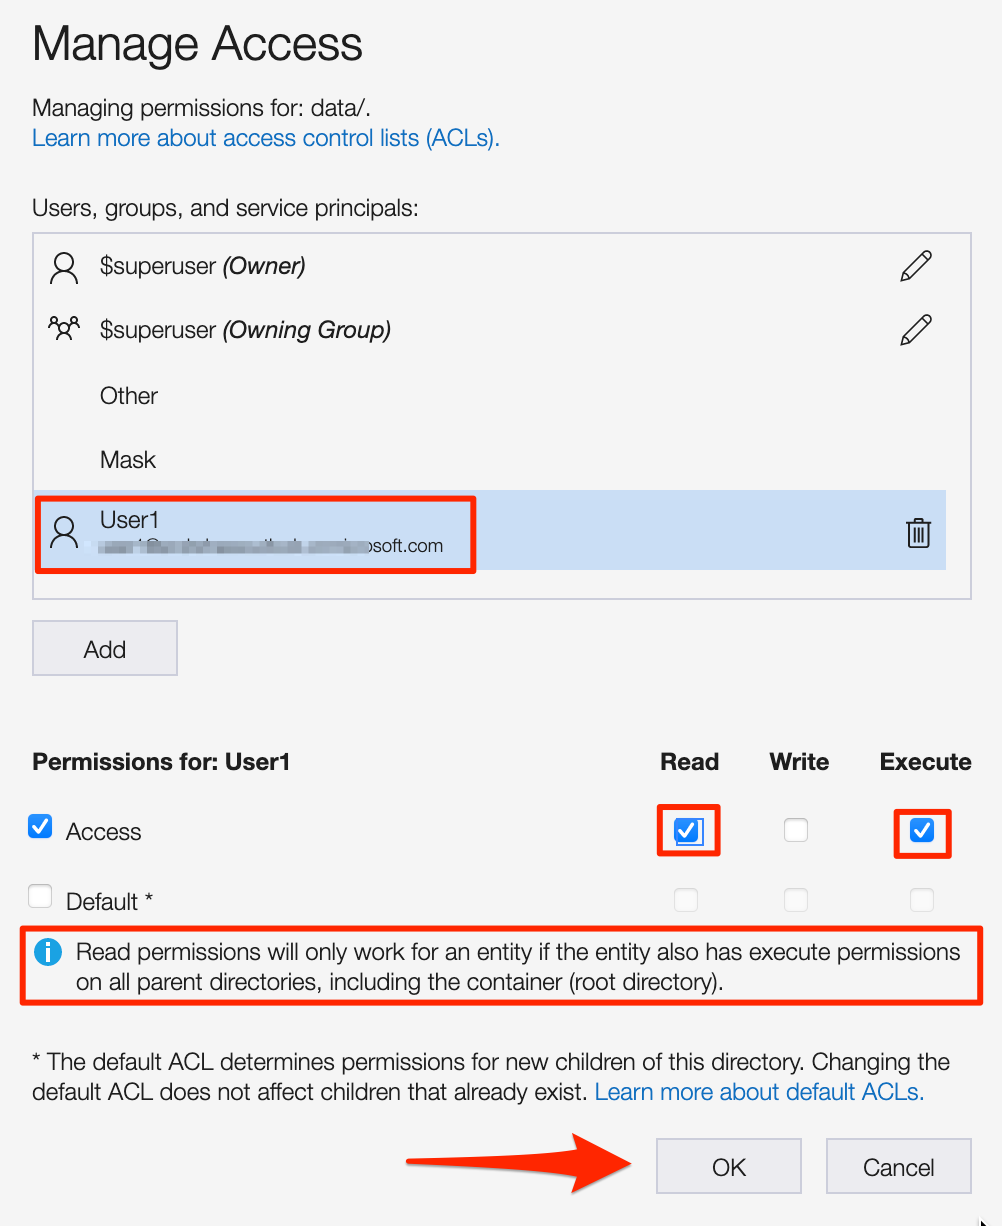 Manage Access
Managing permissions for: data/.
Learn more about access control lists (ACLs).
Users, groups, and service principals:
$superuser (Owner)
$superuser (Owning Group)
Other
Mask
User1
osoft.com
Add
Permissions for: User1 Read Write Execute
Access
Default *
Read permissions will only work for an entity if the entity also has execute permissions
on all parent directories, including the container (root directory).
* The default ACL determines permissions for new children of this directory. Changing the
default ACL does not affect children that already exist. Learn more about default ACLs.
OK Cancel